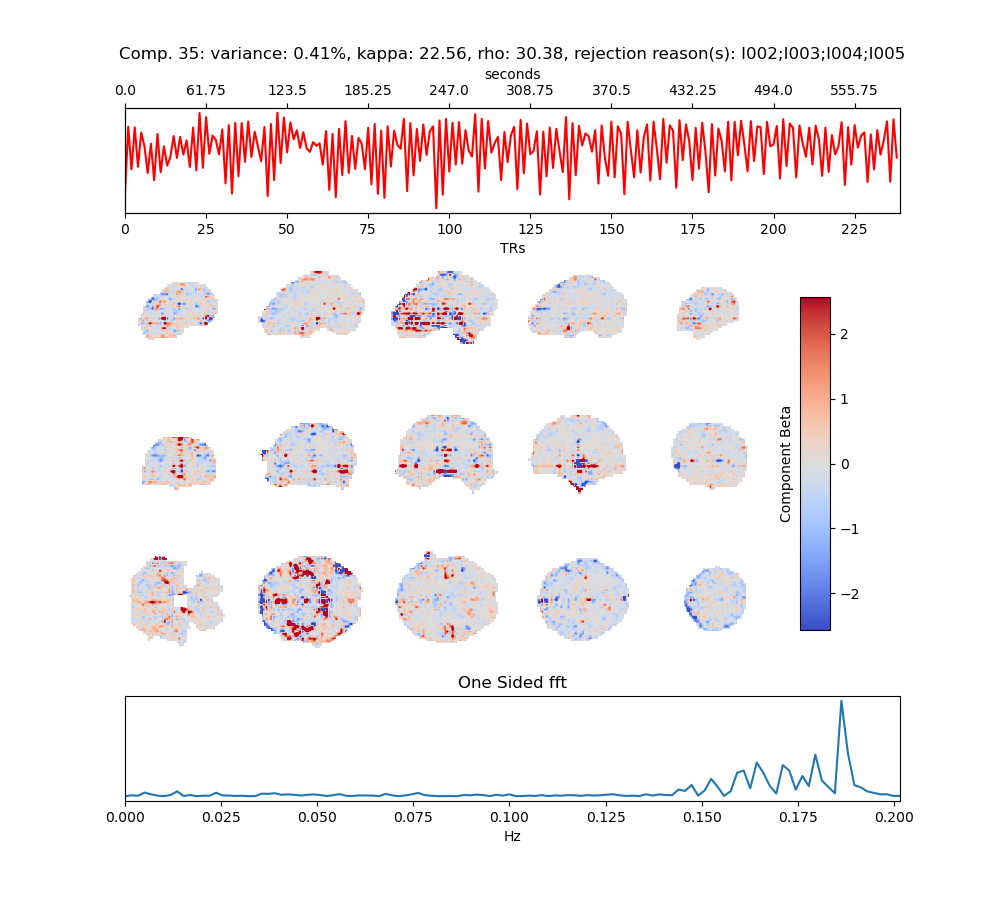 Comp. 35: variance: 0.41%, kappa: 22.56, rho: 30.38, rejection reason(s): I002;I003;I004;I005
seconds
0.0 61.75 123.5 185.25 247.0 308.75 370.5 432.25 494.0 555.75
0 25 50 75 100 125 150 175 200 225
TRs
2
1
0
−1
−2
Component Beta
One Sided fft
0.000 0.025 0.050 0.075 0.100 0.125 0.150 0.175 0.200
Hz